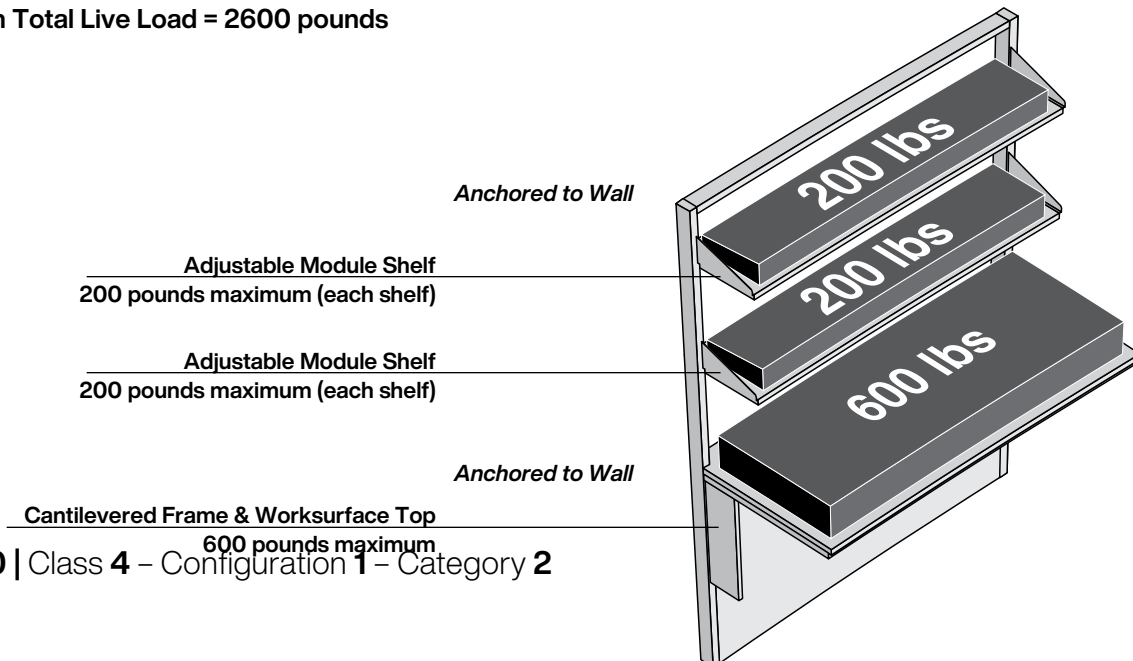 Total Live Load = 2600 pounds
200 lbs
Anchored to Wall
Adjustable Module Shelf
200 pounds maximum (each shelf)
200 lbs
Adjustable Module Shelf
200 pounds maximum (each shelf)
600 lbs
Anchored to Wall
Cantilevered Frame & Worksurface Top
600 pounds maximum
| Class 4 – Configuration 1 – Category 2